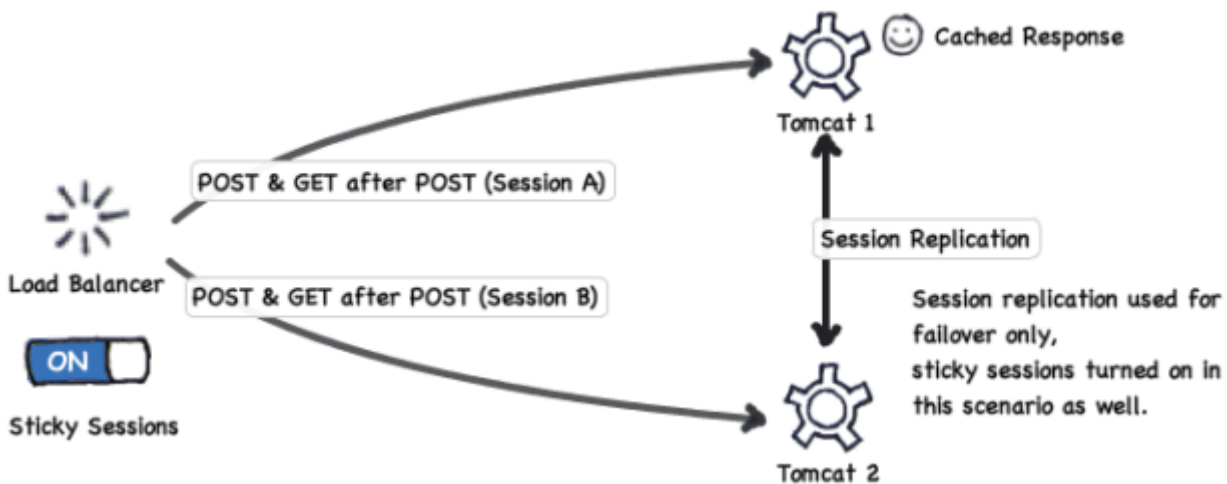 Cached Response
Tomcat 1
POST & GET after POST (Session A)
Session Replication
Load Balancer
POST & GET after POST (Session B)
Session replication used for
failover only,
sticky sessions turned on in
this scenario as well.
ON
Sticky Sessions
Tomcat 2